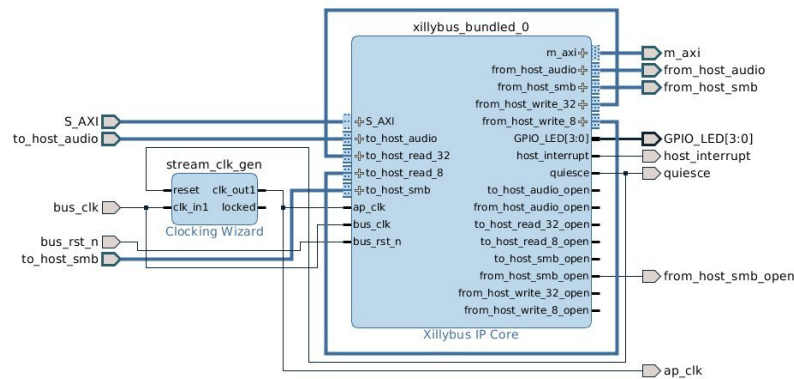 xillybus_bundled_0
S_AXI
to_host_audio
bus_clk
bus_rst_n
to_host_smb
stream_clk_gen
reset clk_out1
clk_in1 locked
Clocking Wizard
S_AXI
to_host_audio
to_host_read_32
to_host_read_8
to_host_smb
ap_clk
bus_clk
bus_rst_n
m_axi
from_host_audio
from_host_smb
from_host_write_32
from_host_write_8
GPIO_LED[3:0]
host_interrupt
quiesce
to_host_audio_open
from_host_audio_open
to_host_read_32_open
to_host_read_8_open
to_host_smb_open
from_host_smb_open
from_host_write_32_open
from_host_write_8_open
Xillybus IP Core
m_axi
from_host_audio
from_host_smb
GPIO_LED[3:0]
host_interrupt
quiesce
from_host_smb_open
ap_clk